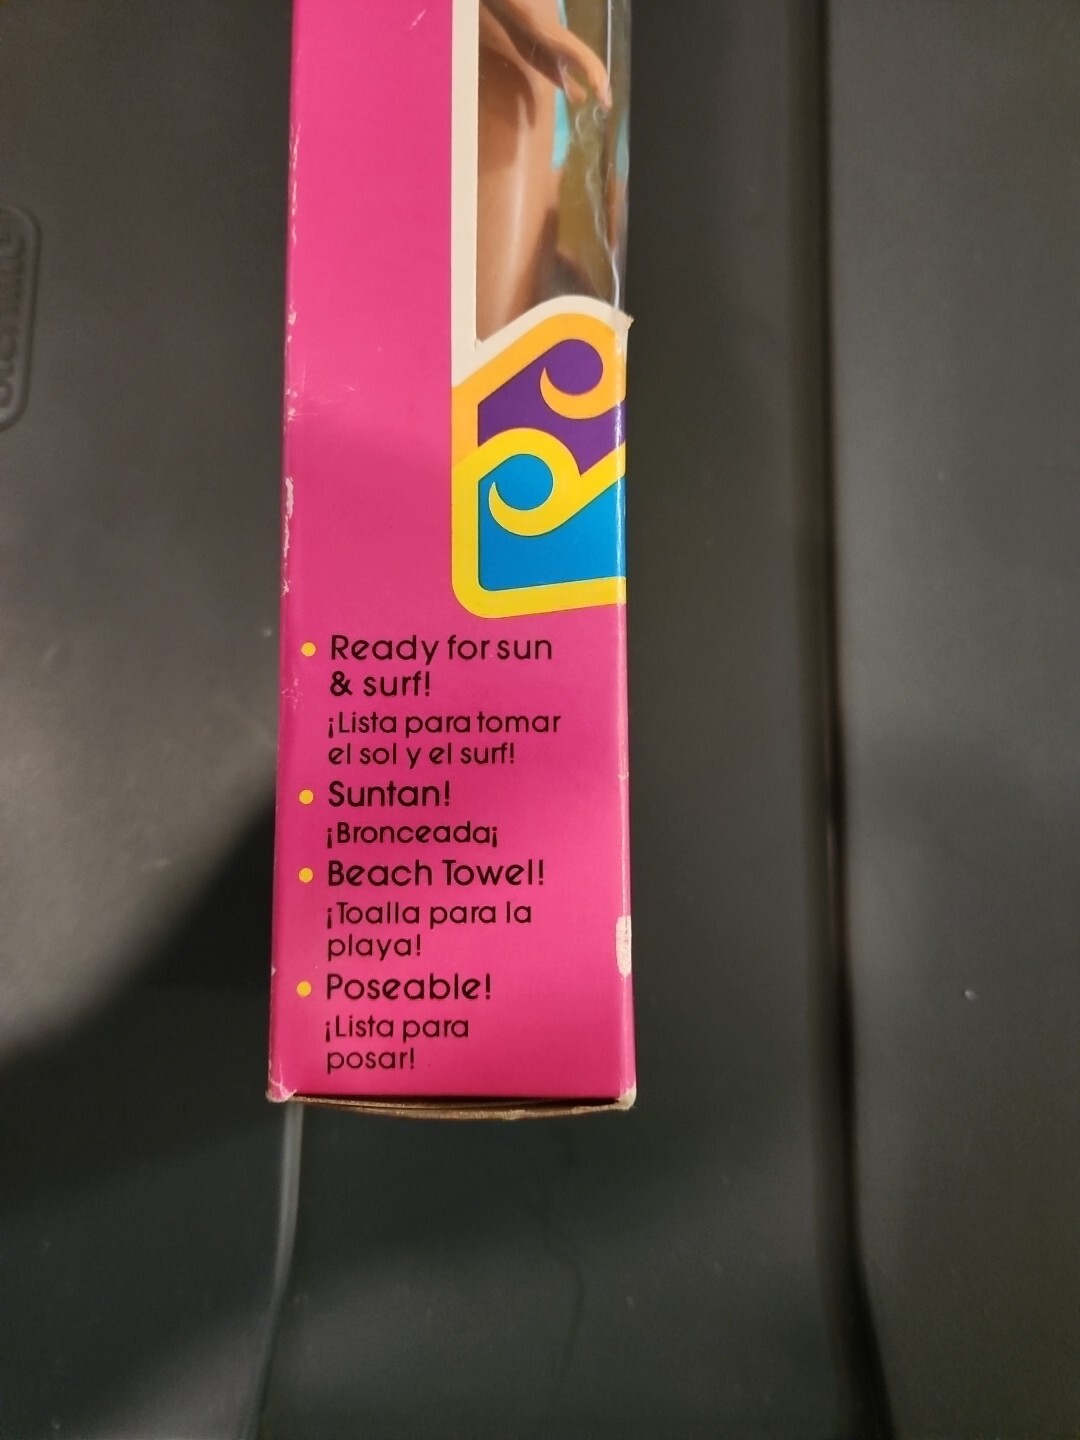 • Ready for sun
& surf!
¡Lista para tomar
el sol y el surf!
• Suntan!
¡Bronceada¡
• Beach Towel!
¡Toalla para la
playa!
• Poseable!
¡Lista para
posar!